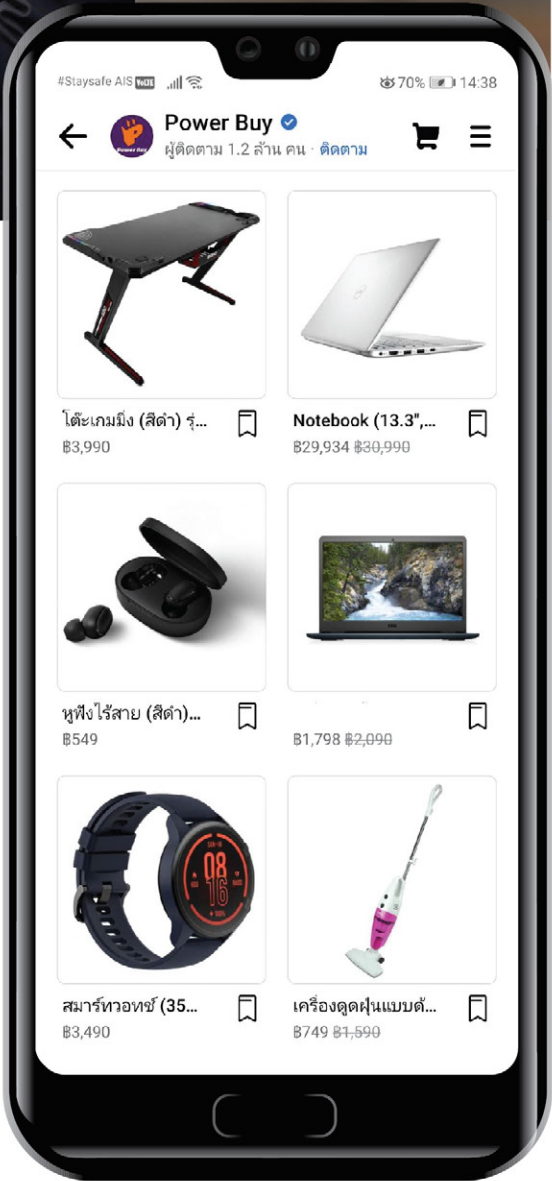 #Staysafe AIS VoLTE 70% 14:38
Power Buy
ผู้ติดตาม 1.2 ล้าน คน · ติดตาม
Power Buy
โต๊ะเกมมิ่ง (สีดำ) รุ่...
฿3,990
Notebook (13.3",...
฿29,934 ฿30,990
หูฟังไร้สาย (สีดำ)...
฿549
฿1,798 ฿2,090
08
16
สมาร์ทวอทช์ (35...
฿3,490
เครื่องดูดฝุ่นแบบด้...
฿749 ฿1,590